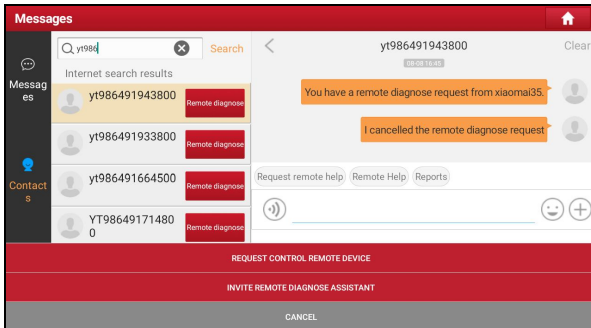 Messages
yt986
Search
yt986491943800
Clear
08-08 16:45
Messag
es
Internet search results
yt986491943800
Remote diagnose
You have a remote diagnose request from xiaomai35.
yt986491933800
Remote diagnose
I cancelled the remote diagnose request
Contact
s
yt986491664500
Remote diagnose
Request remote help
Remote Help
Reports
YT98649171480
0
Remote diagnose
REQUEST CONTROL REMOTE DEVICE
INVITE REMOTE DIAGNOSE ASSISTANT
CANCEL